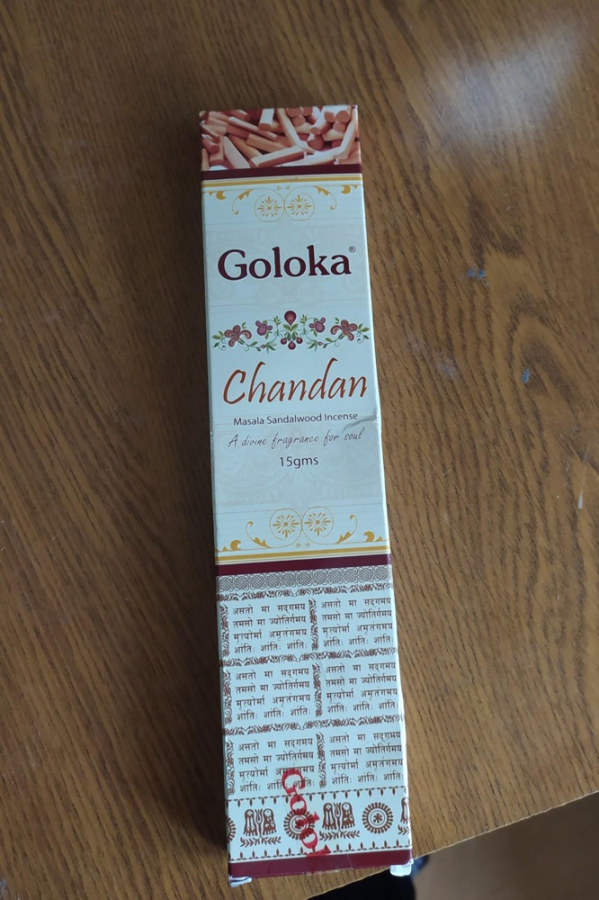 Goloka®
Chandan
Masala Sandalwood Incense
A divine fragrance for soul
15gms
असतो मा सद्गमय
तमसो मा ज्योतिर्गमय
मृत्योर्मा अमृतंगमय
शांतिः शांतिः शांतिः
असतो मा सद्गमय
तमसो मा ज्योतिर्गमय
मृत्योर्मा अमृतंगमय
शांतिः शांतिः शांतिः
असतो मा सद्गमय
तमसो मा ज्योतिर्गमय
मृत्योर्मा अमृतंगमय
शांतिः शांतिः शांतिः
असतो मा सद्गमय
तमसो मा ज्योतिर्गमय
मृत्योर्मा अमृतंगमय
शांतिः शांतिः शांतिः
असतो मा सद्गमय
तमसो मा ज्योतिर्गमय
मृत्योर्मा अमृतंगमय
शांतिः शांतिः शांतिः
असतो मा सद्गमय
तमसो मा ज्योतिर्गमय
मृत्योर्मा अमृतंगमय
शांतिः शांतिः शांतिः